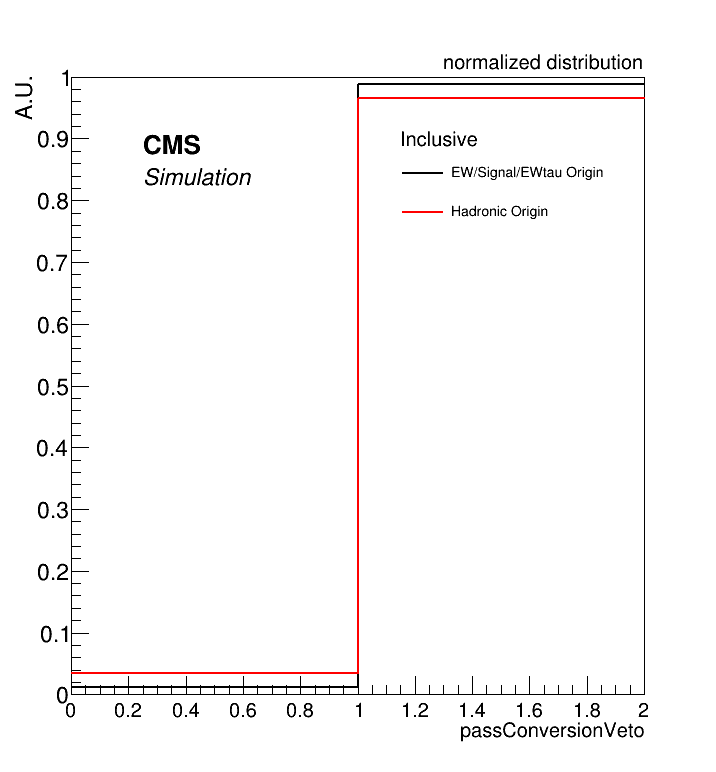 normalized distribution
A.U.
1
0.9
0.8
0.7
0.6
0.5
0.4
0.3
0.2
0.1
0
CMS
Simulation
Inclusive
EW/Signal/EWtau Origin
Hadronic Origin
0 0.2 0.4 0.6 0.8 1 1.2 1.4 1.6 1.8 2
passConversionVeto